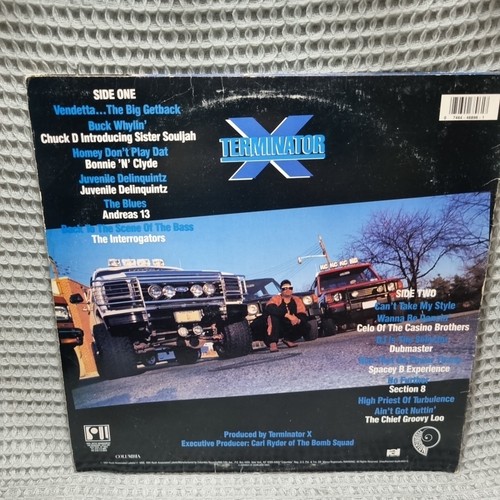 SIDE ONE
Vendetta...The Big Getback
Buck Whylin'
Chuck D Introducing Sister Souljah
Homey Don't Play Dat
Bonnie 'N' Clyde
Juvenile Delinquintz
Juvenile Delinquintz
The Blues
Andreas 13
Back To The Scene Of The Bass
The Interrogators
X
TERMINATOR
SIDE TWO
Can't Take My Style
Wanna Be Dancin'
Celo Of The Casino Brothers
Dubmaster
Spacey B Experience
Section 8
High Priest Of Turbulence
Ain't Got Nuttin'
The Chief Groovy Loo
Produced by Terminator X
Executive Producer: Carl Ryder of The Bomb Squad
COLUMBIA